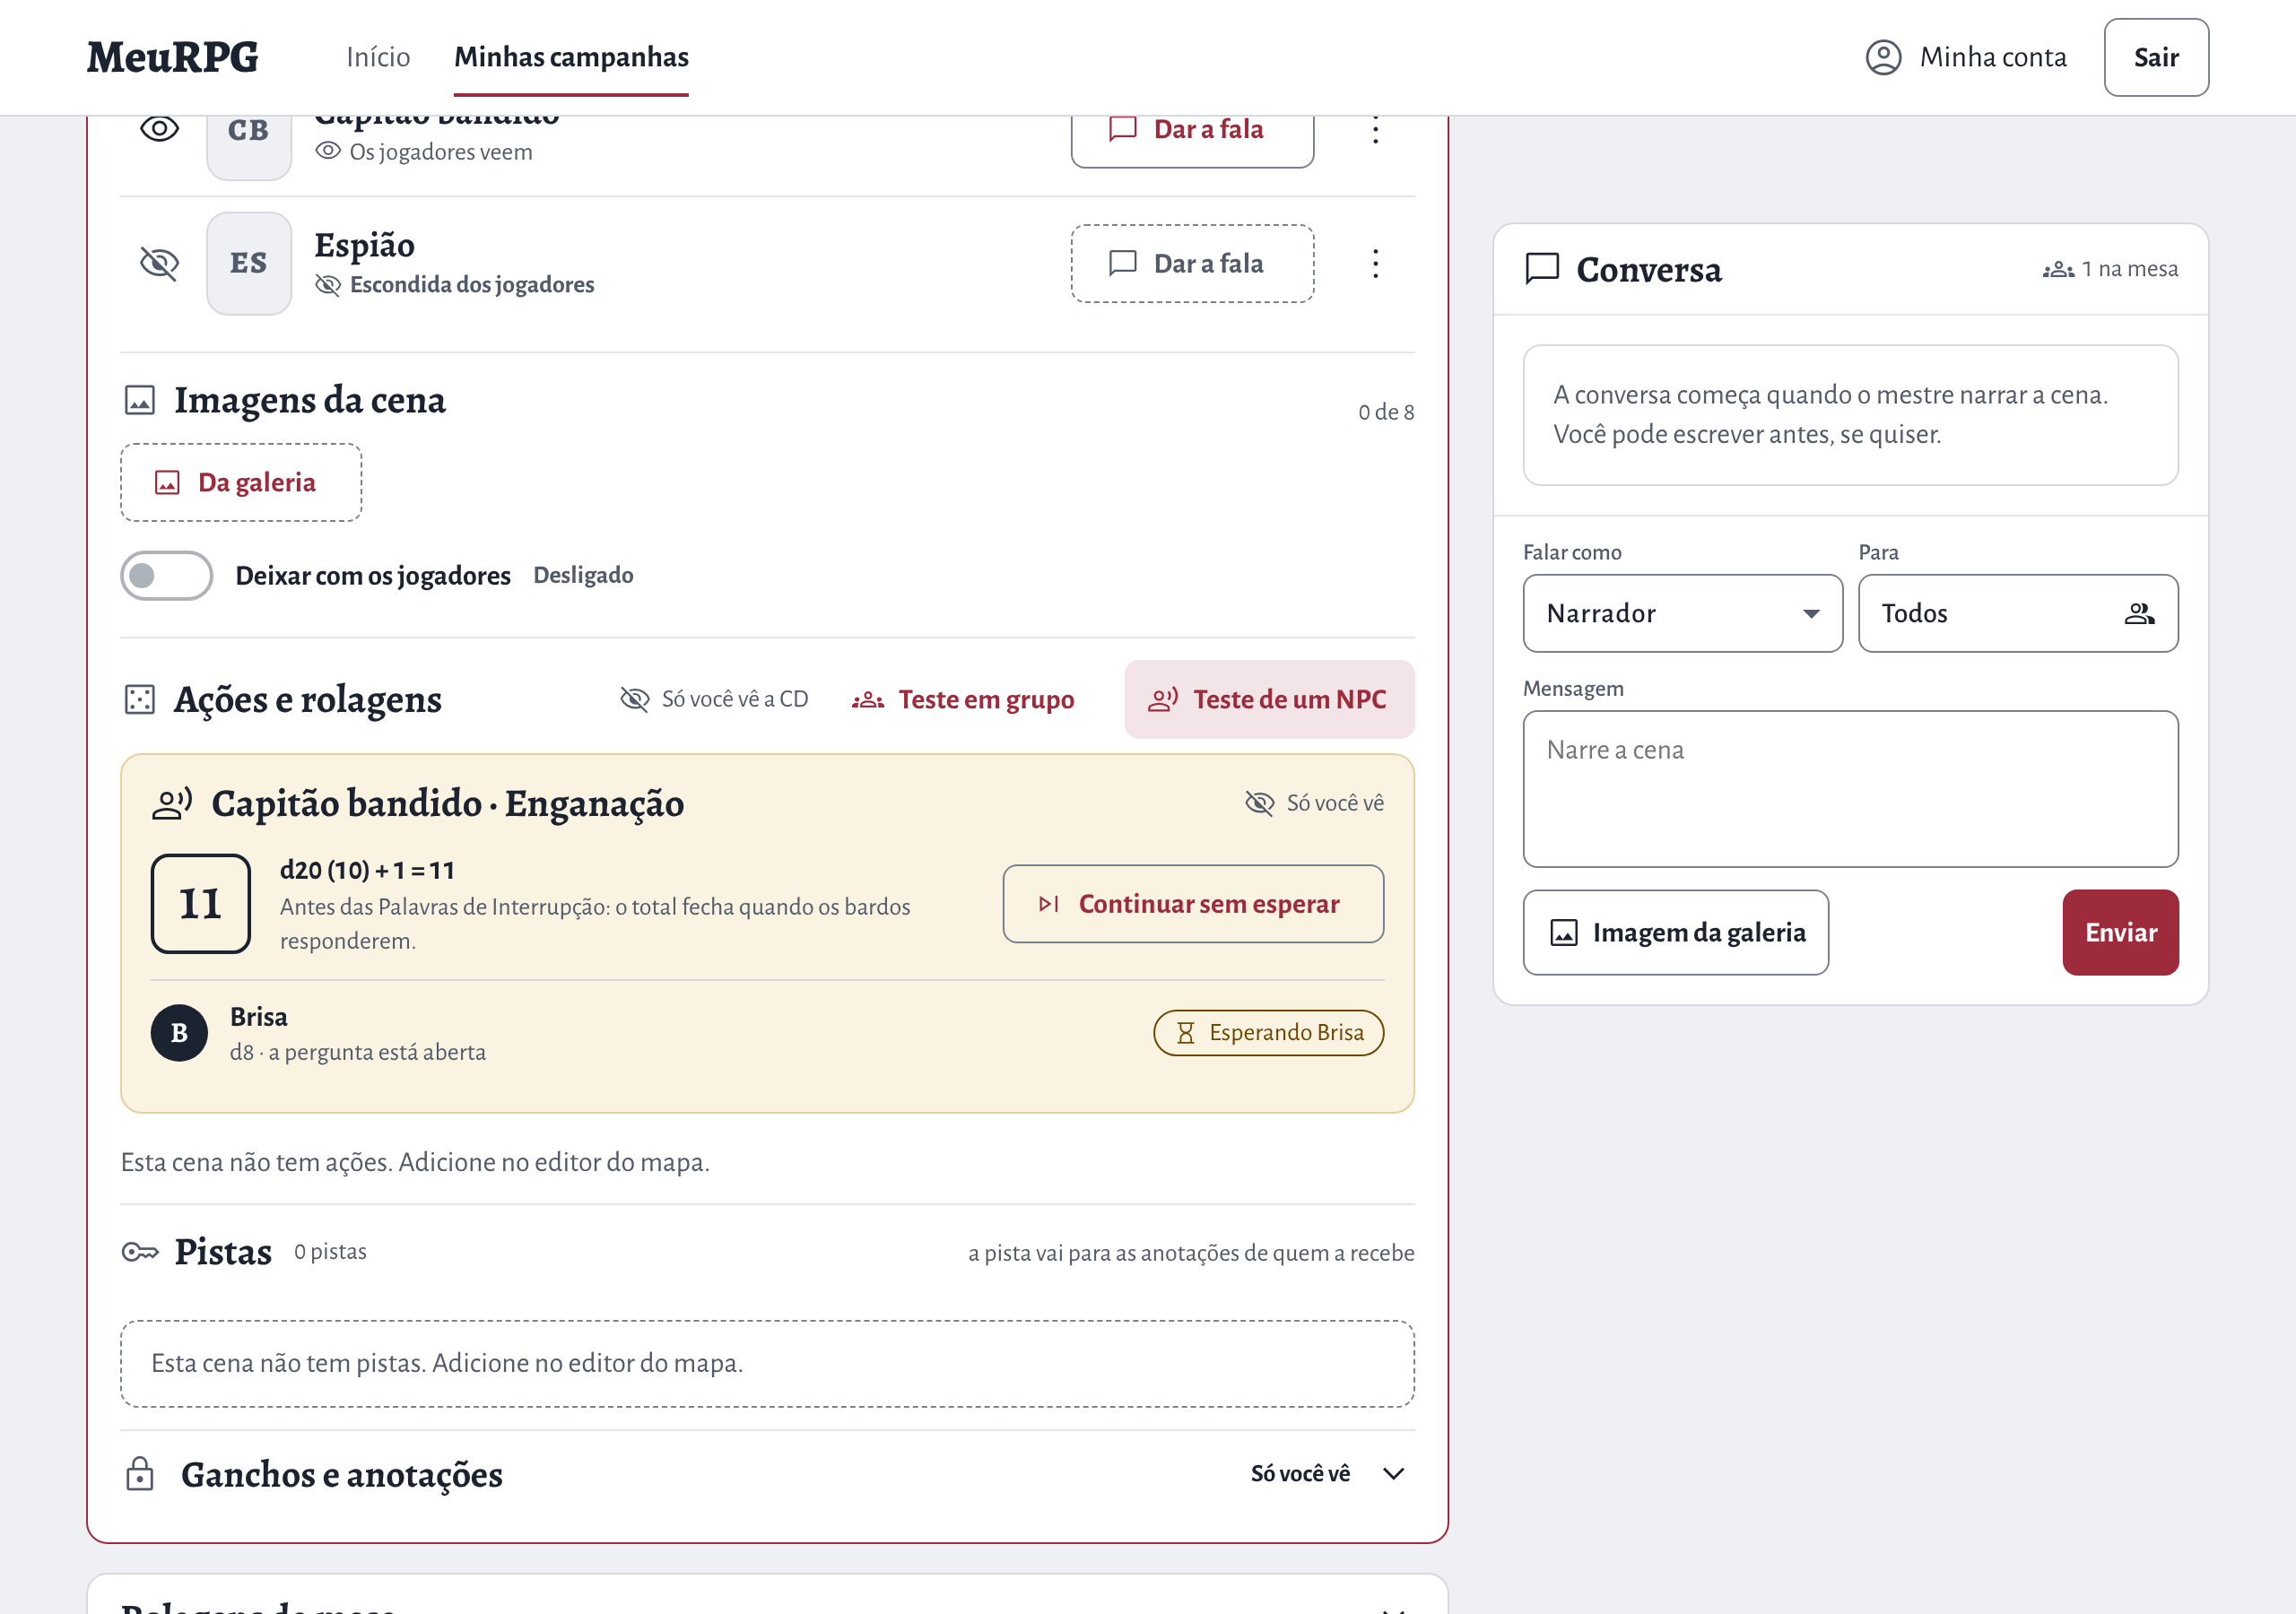 MeuRPG
Início
Minhas campanhas
Minha conta
Sair
CB
Capitão bandido
Os jogadores veem
Dar a fala
ES
Espião
Escondida dos jogadores
Dar a fala
Imagens da cena
0 de 8
Da galeria
Deixar com os jogadores
Desligado
Ações e rolagens
Só você vê a CD
Teste em grupo
Teste de um NPC
Capitão bandido · Enganação
Só você vê
11
d20 (10) + 1 = 11
Antes das Palavras de Interrupção: o total fecha quando os bardos
responderem.
Continuar sem esperar
B
Brisa
d8 · a pergunta está aberta
Esperando Brisa
Esta cena não tem ações. Adicione no editor do mapa.
Pistas
0 pistas
a pista vai para as anotações de quem a recebe
Esta cena não tem pistas. Adicione no editor do mapa.
Ganchos e anotações
Só você vê
Rolagens da mesa
Conversa
1 na mesa
A conversa começa quando o mestre narrar a cena.
Você pode escrever antes, se quiser.
Falar como
Para
Narrador
Todos
Mensagem
Narre a cena
Imagem da galeria
Enviar